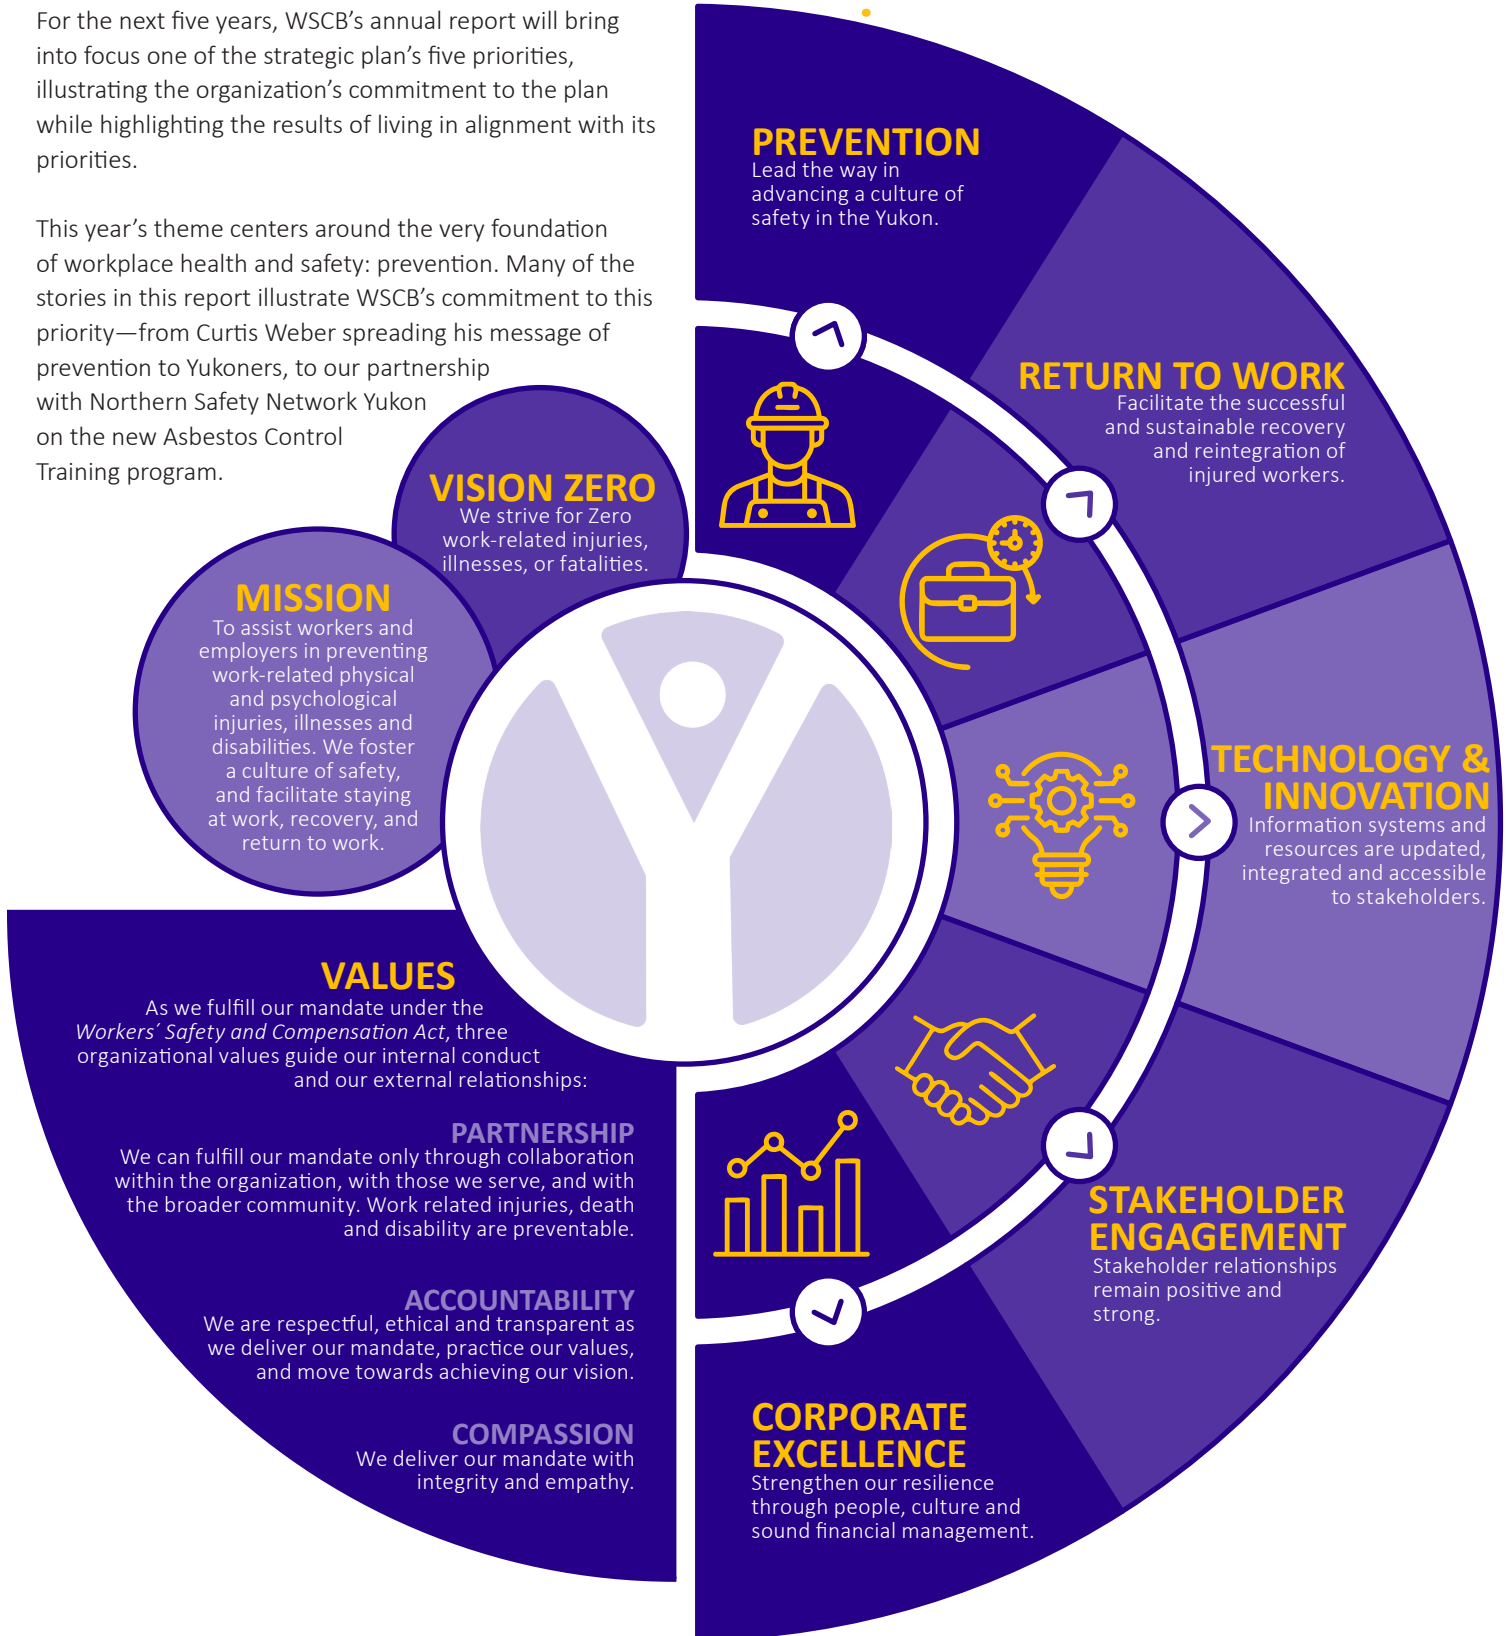 For the next five years, WSCB’s annual report will bring
into focus one of the strategic plan’s five priorities,
illustrating the organization’s commitment to the plan
while highlighting the results of living in alignment with its
priorities.
This year’s theme centers around the very foundation
of workplace health and safety: prevention. Many of the
stories in this report illustrate WSCB’s commitment to this
priority—from Curtis Weber spreading his message of
prevention to Yukoners, to our partnership
with Northern Safety Network Yukon
on the new Asbestos Control
Training program.
VISION ZERO
We strive for Zero
work-related injuries,
illnesses, or fatalities.
MISSION
To assist workers and
employers in preventing
work-related physical
and psychological
injuries, illnesses and
disabilities. We foster
a culture of safety,
and facilitate staying
at work, recovery, and
return to work.
VALUES
As we fulfill our mandate under the
Workers´ Safety and Compensation Act, three
organizational values guide our internal conduct
and our external relationships:
PARTNERSHIP
We can fulfill our mandate only through collaboration
within the organization, with those we serve, and with
the broader community. Work related injuries, death
and disability are preventable.
ACCOUNTABILITY
We are respectful, ethical and transparent as
we deliver our mandate, practice our values,
and move towards achieving our vision.
COMPASSION
We deliver our mandate with
integrity and empathy.
PREVENTION
Lead the way in
advancing a culture of
safety in the Yukon.
RETURN TO WORK
Facilitate the successful
and sustainable recovery
and reintegration of
injured workers.
TECHNOLOGY &
INNOVATION
Information systems and
resources are updated,
integrated and accessible
to stakeholders.
STAKEHOLDER
ENGAGEMENT
Stakeholder relationships
remain positive and
strong.
CORPORATE
EXCELLENCE
Strengthen our resilience
through people, culture and
sound financial management.